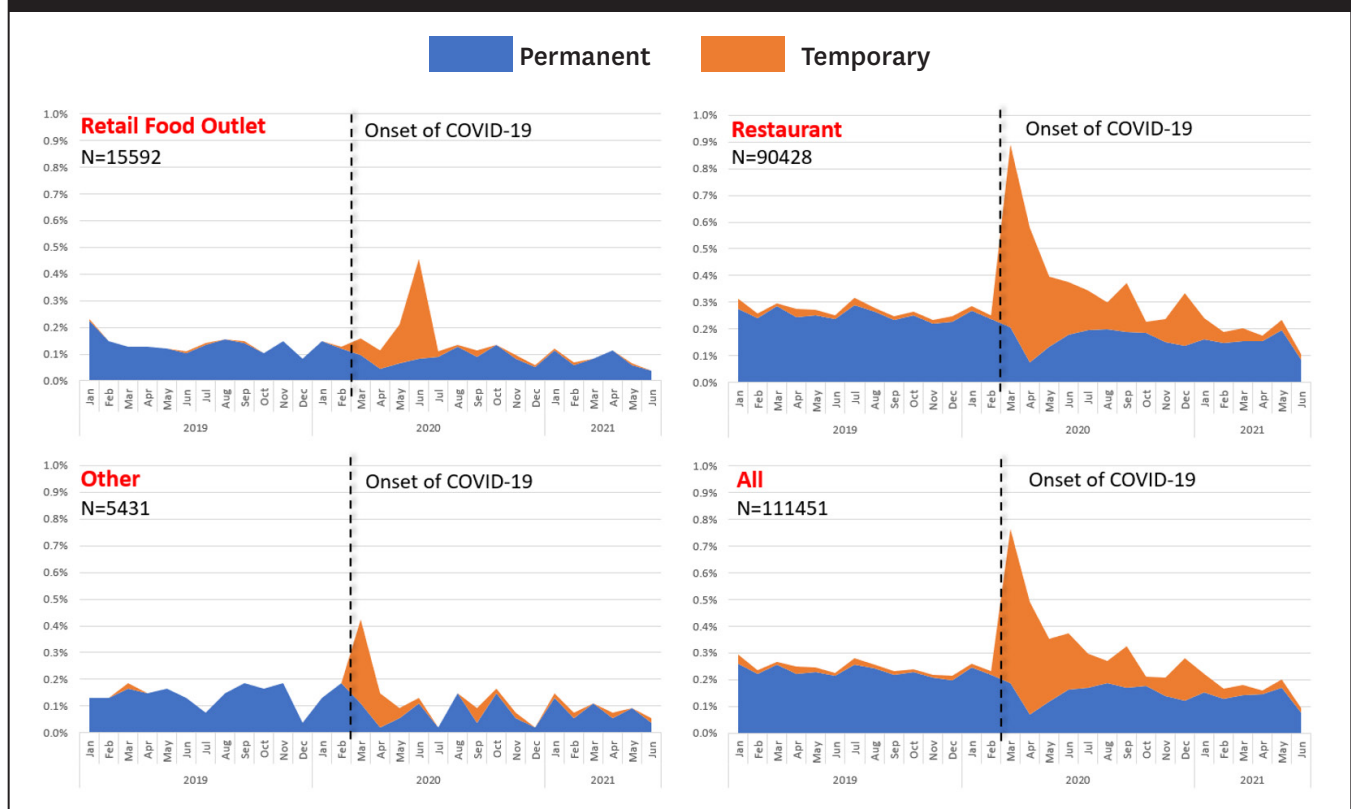 Permanent Temporary
Retail Food Outlet
N=15592
Onset of COVID-19
1.0%
0.9%
0.8%
0.7%
0.6%
0.5%
0.4%
0.3%
0.2%
0.1%
0.0%
Jan Feb Mar Apr May Jun Jul Aug Sep Oct Nov Dec Jan Feb Mar Apr May Jun Jul Aug Sep Oct Nov Dec Jan Feb Mar Apr May Jun
2019 2020 2021
Restaurant
N=90428
Onset of COVID-19
1.0%
0.9%
0.8%
0.7%
0.6%
0.5%
0.4%
0.3%
0.2%
0.1%
0.0%
Jan Feb Mar Apr May Jun Jul Aug Sep Oct Nov Dec Jan Feb Mar Apr May Jun Jul Aug Sep Oct Nov Dec Jan Feb Mar Apr May Jun
2019 2020 2021
Other
N=5431
Onset of COVID-19
1.0%
0.9%
0.8%
0.7%
0.6%
0.5%
0.4%
0.3%
0.2%
0.1%
0.0%
Jan Feb Mar Apr May Jun Jul Aug Sep Oct Nov Dec Jan Feb Mar Apr May Jun Jul Aug Sep Oct Nov Dec Jan Feb Mar Apr May Jun
2019 2020 2021
All
N=111451
Onset of COVID-19
1.0%
0.9%
0.8%
0.7%
0.6%
0.5%
0.4%
0.3%
0.2%
0.1%
0.0%
Jan Feb Mar Apr May Jun Jul Aug Sep Oct Nov Dec Jan Feb Mar Apr May Jun Jul Aug Sep Oct Nov Dec Jan Feb Mar Apr May Jun
2019 2020 2021